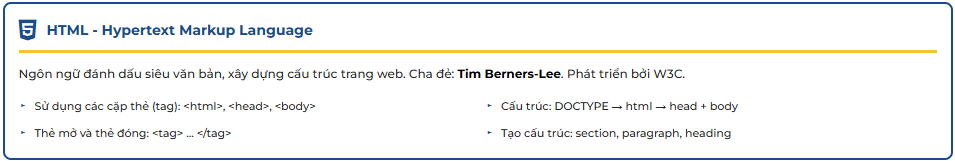 HTML - Hypertext Markup Language
Ngôn ngữ đánh dấu siêu văn bản, xây dựng cấu trúc trang web. Cha đẻ: Tim Berners-Lee. Phát triển bởi W3C.
Sử dụng các cặp thẻ (tag): <html>, <head>, <body>
Cấu trúc: DOCTYPE → html → head + body
Thẻ mở và thẻ đóng: <tag> ... </tag>
Tạo cấu trúc: section, paragraph, heading